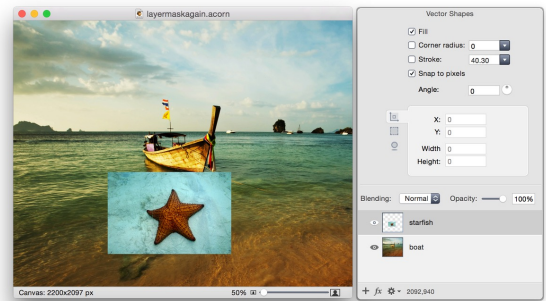 layermaskagain.acorn
Canvas: 2200x2097 px
50%
Vector Shapes
Fill
Corner radius: 0
Stroke: 40.30
Snap to pixels
Angle: 0 °
X: 0
Y: 0
Width 0
Height: 0
Blending: Normal Opacity: 100%
starfish
boat
+ fx 2092,940